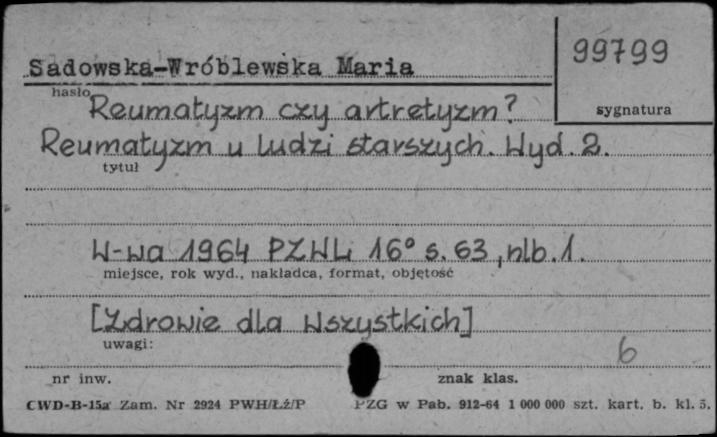 Sadowska-Wróblewska Maria
99799
hasło
sygnatura
Reumatyzm czy artretyzm?
Reumatyzm u ludzi starszych. Wyd. 2.
tytuł
W-wa 1964 PZWL 16° s. 63, nlb. 1.
miejsce, rok wyd., nakładca, format, objętość
[Zdrowie dla Wszystkich]
uwagi:
6
nr inw.
znak klas.
CWD-B-15a Zam. Nr 2924 PWH/Łż/P
PZG w Pab. 912-64 1 000 000 szt. kart. b. kl. 5.